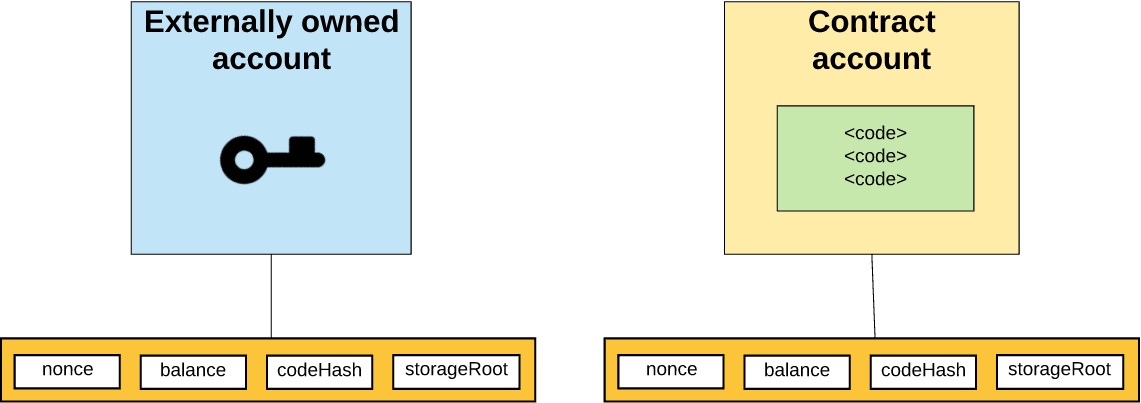 Externally owned
account
Contract
account
<code>
<code>
<code>
nonce
balance
codeHash
storageRoot
nonce
balance
codeHash
storageRoot